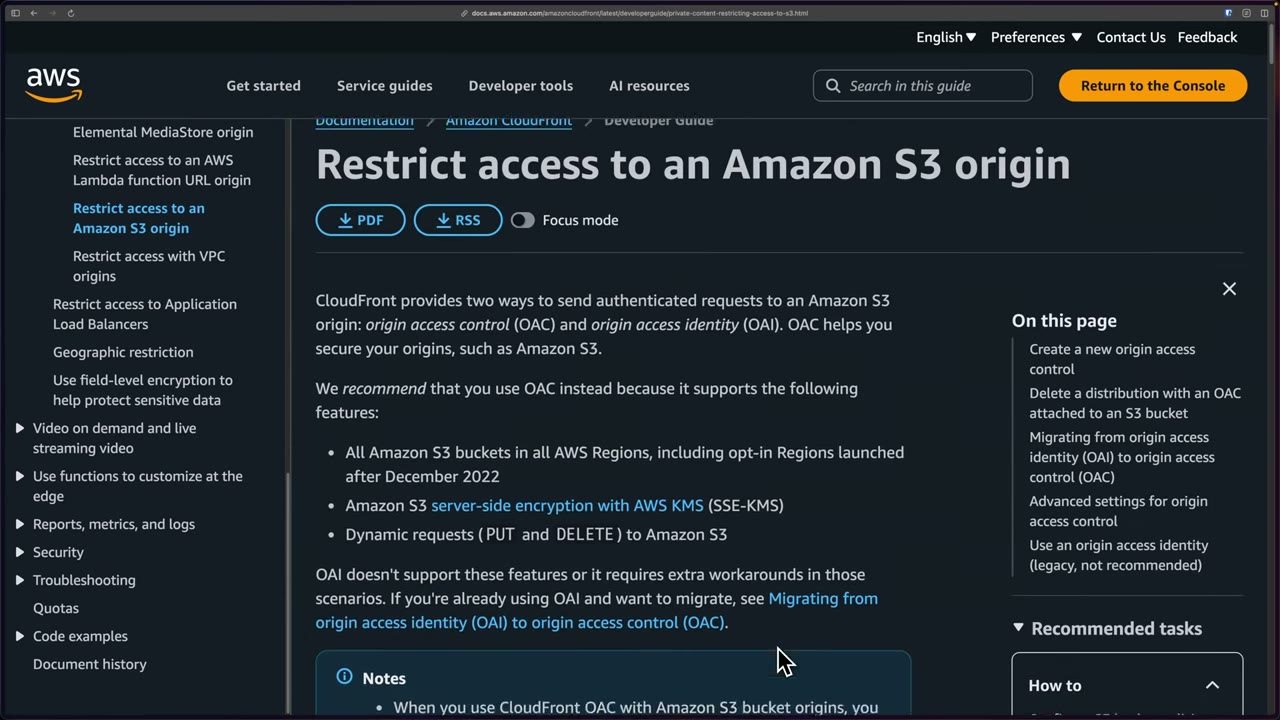 docs.aws.amazon.com/amazoncloudfront/latest/developerguide/private-content-restricting-access-to-s3.html
English
Preferences
Contact Us
Feedback
aws
Get started
Service guides
Developer tools
AI resources
Search in this guide
Return to the Console
Elemental MediaStore origin
Restrict access to an AWS
Lambda function URL origin
Restrict access to an
Amazon S3 origin
Restrict access with VPC
origins
Restrict access to Application
Load Balancers
Geographic restriction
Use field-level encryption to
help protect sensitive data
Video on demand and live
streaming video
Use functions to customize at the
edge
Reports, metrics, and logs
Security
Troubleshooting
Quotas
Code examples
Document history
Documentation
Amazon CloudFront
Developer Guide
Restrict access to an Amazon S3 origin
PDF
RSS
Focus mode
CloudFront provides two ways to send authenticated requests to an Amazon S3
origin: origin access control (OAC) and origin access identity (OAI). OAC helps you
secure your origins, such as Amazon S3.
We recommend that you use OAC instead because it supports the following
features:
• All Amazon S3 buckets in all AWS Regions, including opt-in Regions launched
after December 2022
• Amazon S3 server-side encryption with AWS KMS (SSE-KMS)
• Dynamic requests (PUT and DELETE) to Amazon S3
OAI doesn't support these features or it requires extra workarounds in those
scenarios. If you're already using OAI and want to migrate, see Migrating from
origin access identity (OAI) to origin access control (OAC).
Notes
• When you use CloudFront OAC with Amazon S3 bucket origins, you
On this page
Create a new origin access
control
Delete a distribution with an OAC
attached to an S3 bucket
Migrating from origin access
identity (OAI) to origin access
control (OAC)
Advanced settings for origin
access control
Use an origin access identity
(legacy, not recommended)
Recommended tasks
How to